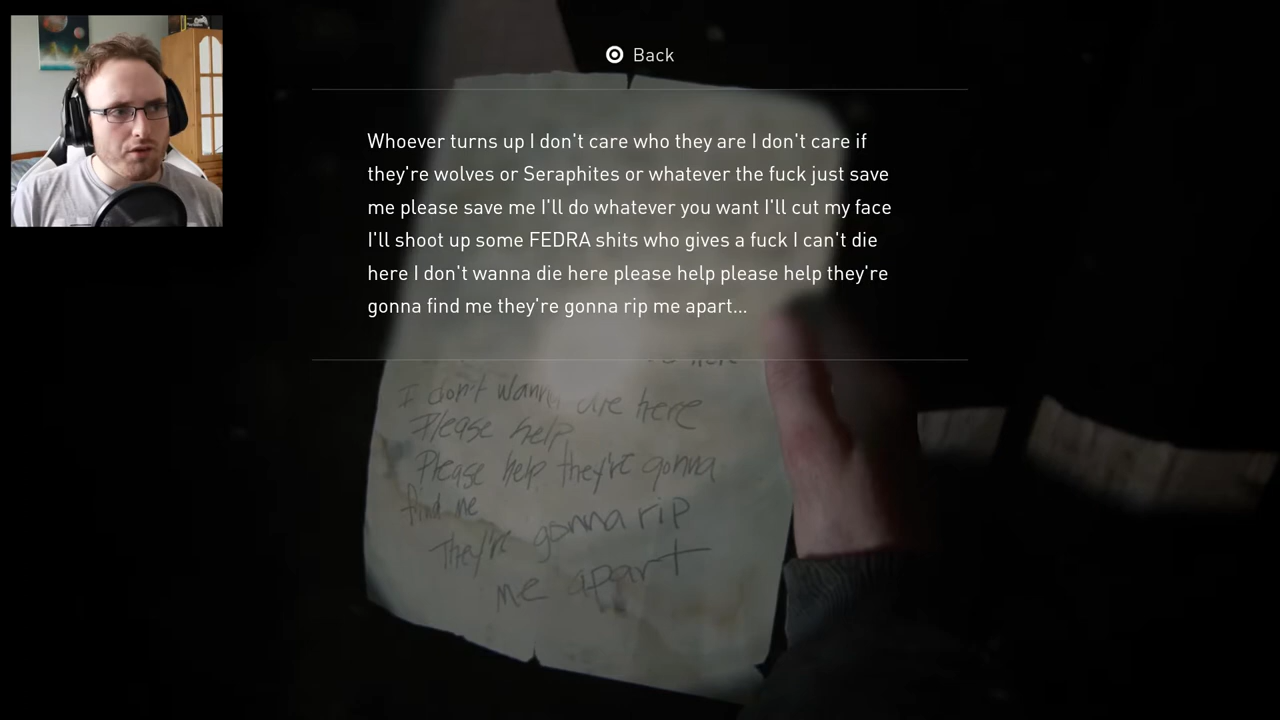 Back
Whoever turns up I don't care who they are I don't care if
they're wolves or Seraphites or whatever the fuck just save
me please save me I'll do whatever you want I'll cut my face
I'll shoot up some FEDRA shits who gives a fuck I can't die
here I don't wanna die here please help please help they're
gonna find me they're gonna rip me apart...
here
I don't wanna die here
Please help
Please help they're gonna
find me
They're gonna rip
me apart